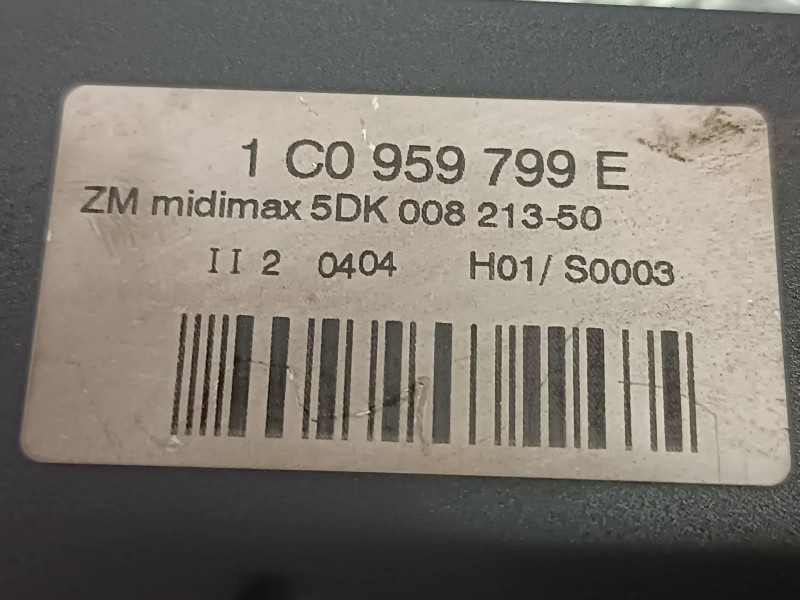 1 C0 959 799 E
ZM midimax 5DK 008 213-50
II 2 0404 H01/ S0003